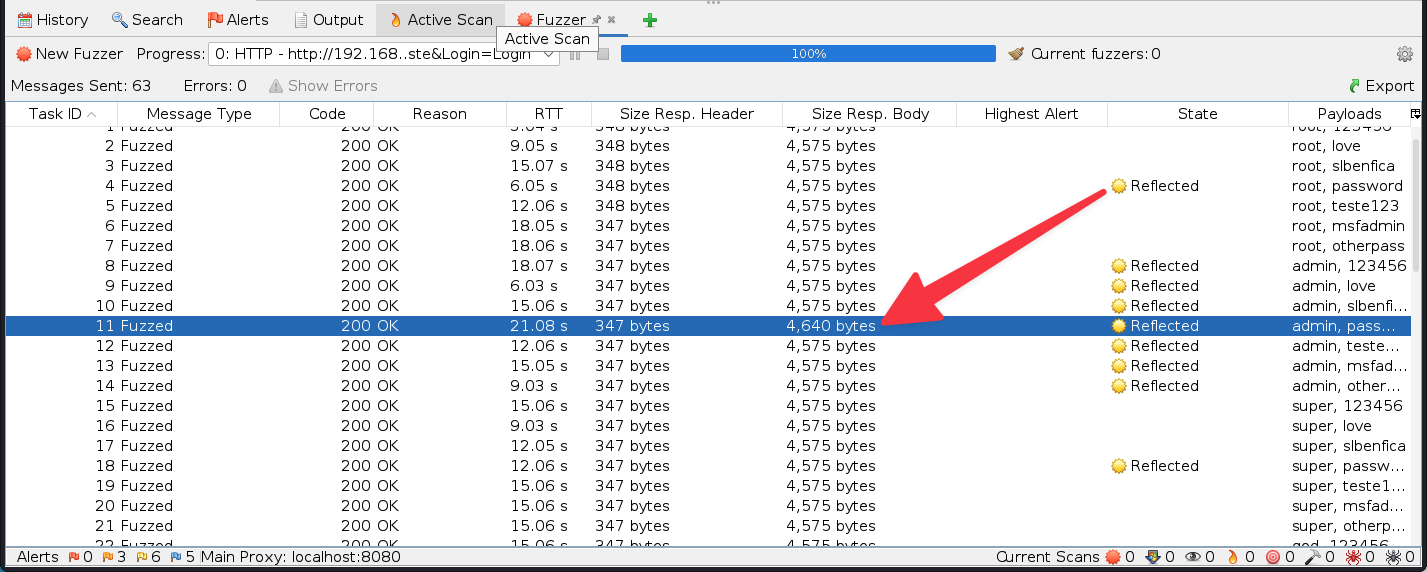 History Search Alerts Output Active Scan Fuzzer
Active Scan
New Fuzzer Progress: 0: HTTP - http://192.168..ste&Login=Login 100% Current fuzzers: 0
Messages Sent: 63 Errors: 0 Show Errors Export
Task ID Message Type Code Reason RTT Size Resp. Header Size Resp. Body Highest Alert State Payloads
1 Fuzzed 200 OK 3.04 s 348 bytes 4,575 bytes root, 123456
2 Fuzzed 200 OK 9.05 s 348 bytes 4,575 bytes root, love
3 Fuzzed 200 OK 15.07 s 348 bytes 4,575 bytes root, slbenfica
4 Fuzzed 200 OK 6.05 s 348 bytes 4,575 bytes Reflected root, password
5 Fuzzed 200 OK 12.06 s 348 bytes 4,575 bytes root, teste123
6 Fuzzed 200 OK 18.05 s 347 bytes 4,575 bytes root, msfadmin
7 Fuzzed 200 OK 18.06 s 347 bytes 4,575 bytes root, otherpass
8 Fuzzed 200 OK 18.07 s 347 bytes 4,575 bytes Reflected admin, 123456
9 Fuzzed 200 OK 6.03 s 347 bytes 4,575 bytes Reflected admin, love
10 Fuzzed 200 OK 15.06 s 347 bytes 4,575 bytes Reflected admin, slbenfi...
11 Fuzzed 200 OK 21.08 s 347 bytes 4,640 bytes Reflected admin, pass...
12 Fuzzed 200 OK 12.06 s 347 bytes 4,575 bytes Reflected admin, teste...
13 Fuzzed 200 OK 15.05 s 347 bytes 4,575 bytes Reflected admin, msfad...
14 Fuzzed 200 OK 9.03 s 347 bytes 4,575 bytes Reflected admin, other...
15 Fuzzed 200 OK 15.06 s 347 bytes 4,575 bytes super, 123456
16 Fuzzed 200 OK 9.03 s 347 bytes 4,575 bytes super, love
17 Fuzzed 200 OK 12.05 s 347 bytes 4,575 bytes super, slbenfica
18 Fuzzed 200 OK 12.06 s 347 bytes 4,575 bytes Reflected super, passw...
19 Fuzzed 200 OK 15.06 s 347 bytes 4,575 bytes super, teste1...
20 Fuzzed 200 OK 15.06 s 347 bytes 4,575 bytes super, msfad...
21 Fuzzed 200 OK 15.06 s 347 bytes 4,575 bytes super, otherp...
22 Fuzzed 200 OK 15.06 s 347 bytes 4,575 bytes god, 123456
Alerts 0 3 6 5 Main Proxy: localhost:8080 Current Scans 0 0 0 0 0 0 0 0